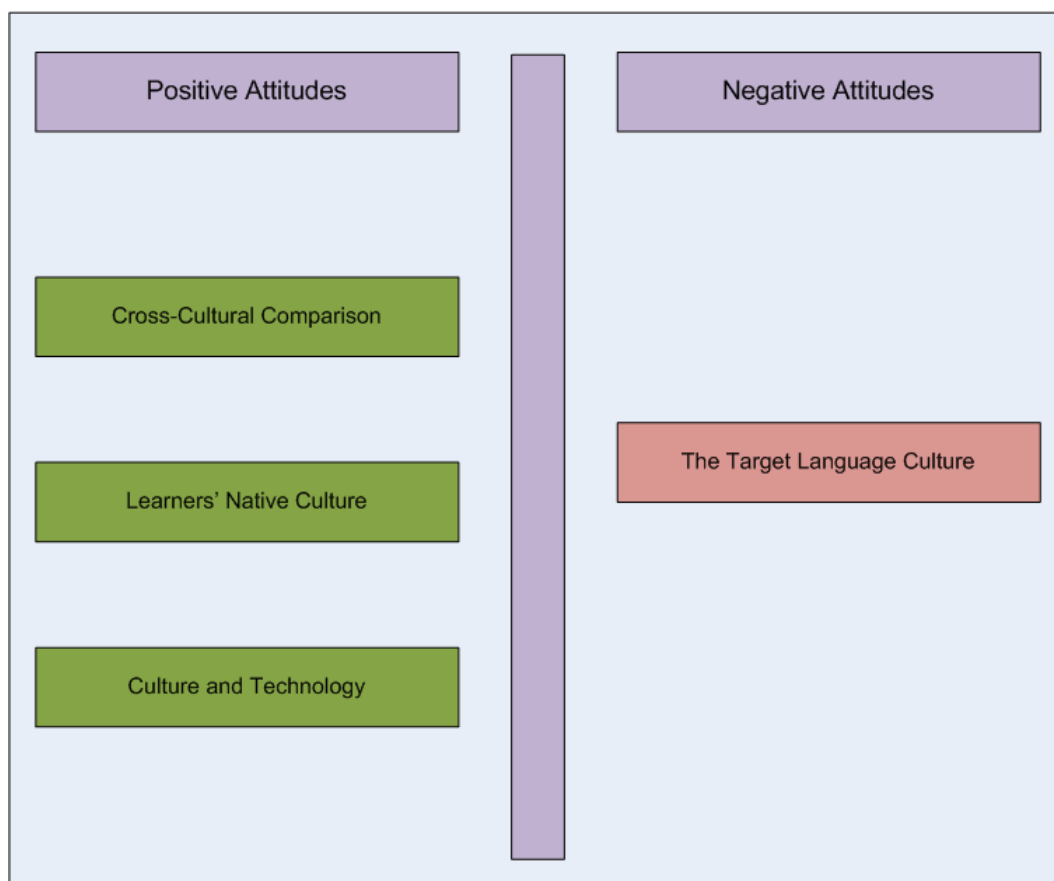 Positive Attitudes
Negative Attitudes
Cross-Cultural Comparison
The Target Language Culture
Learners’ Native Culture
Culture and Technology